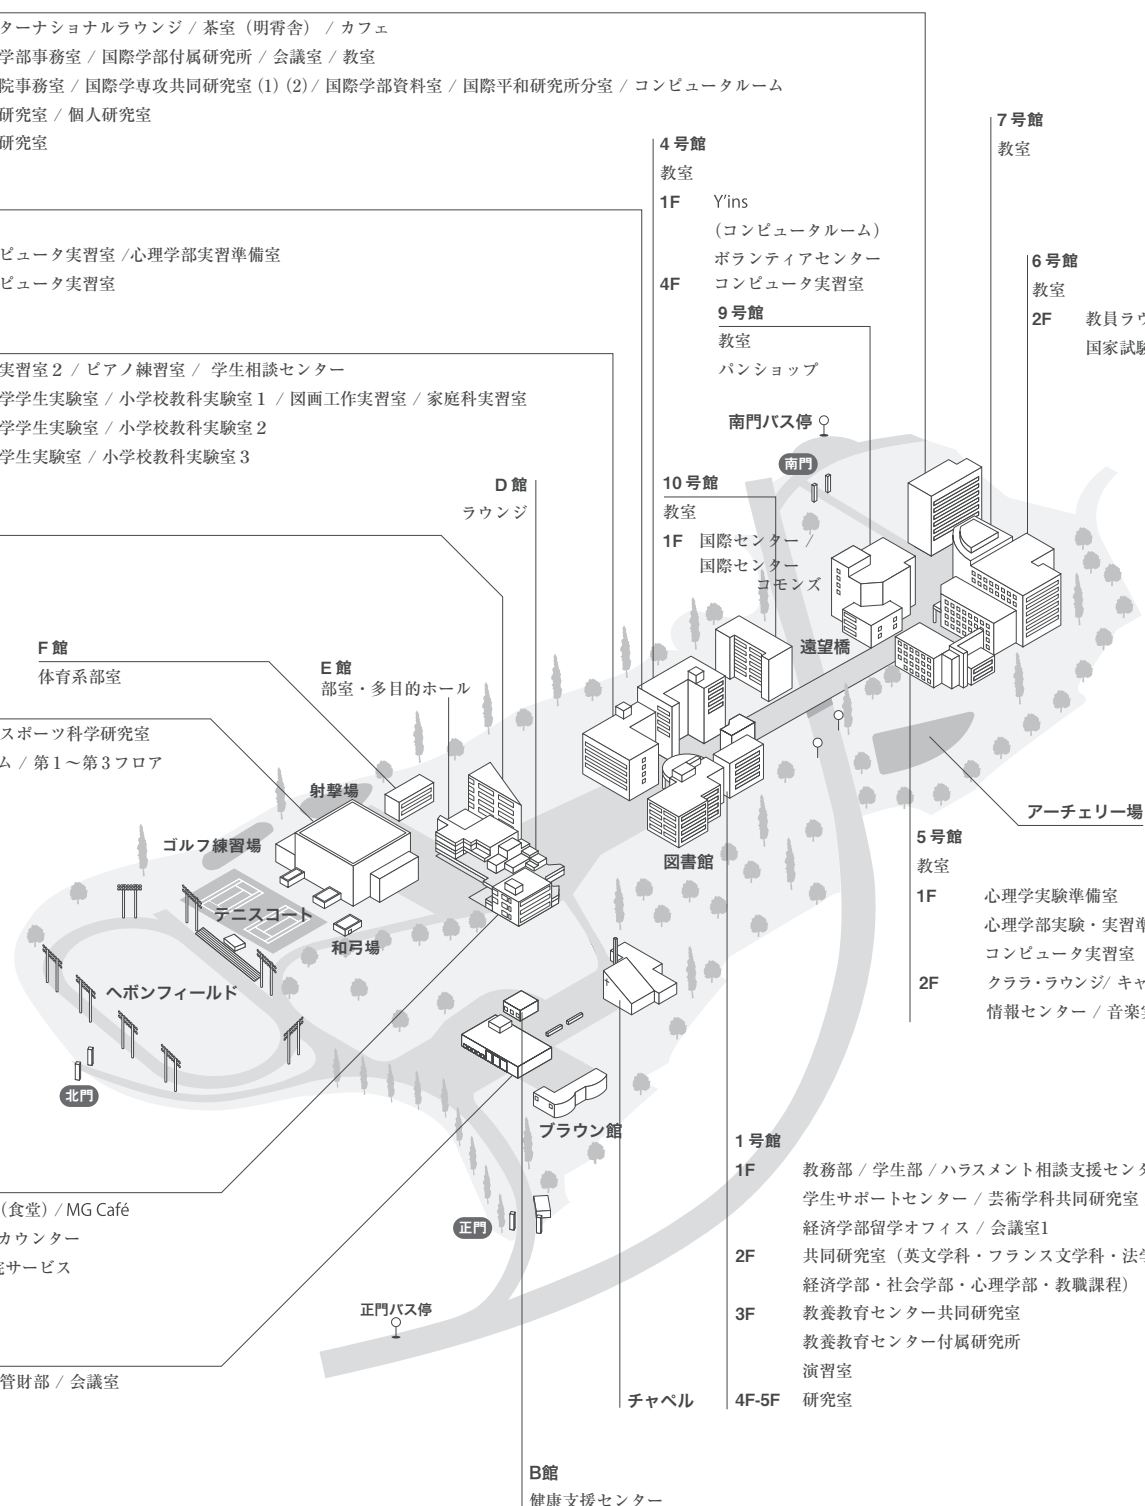 ターナショナルラウンジ / 茶室（明霄舎） / カフェ
学部事務室 / 国際学部付属研究所 / 会議室 / 教室
院事務室 / 国際学専攻共同研究室 (1) (2) / 国際学部資料室 / 国際平和研究所分室 / コンピュータルーム
研究室 / 個人研究室
研究室
7 号館
教室
4 号館
教室
1F Y'ins
（コンピュータルーム）
ボランティアセンター
4F コンピュータ実習室
ピュータ実習室 /心理学部実習準備室
ピュータ実習室
6 号館
教室
2F 教員ラウ
国家試験
9 号館
教室
パンショップ
実習室 2 / ピアノ練習室 / 学生相談センター
学学生実験室 / 小学校教科実験室 1 / 図画工作実習室 / 家庭科実習室
学学生実験室 / 小学校教科実験室 2
学生実験室 / 小学校教科実験室 3
南門バス停
南門
D 館
ラウンジ
10 号館
教室
1F 国際センター /
国際センター
コモンズ
F 館
体育系部室
E 館
部室・多目的ホール
遠望橋
スポーツ科学研究室
ム / 第 1 ～第 3 フロア
射撃場
ゴルフ練習場
テニスコート
和弓場
ヘボンフィールド
図書館
アーチェリー場
5 号館
教室
1F 心理学実験準備室
心理学部実験・実習準
コンピュータ実習室
2F クララ・ラウンジ/ キャ
情報センター / 音楽
北門
ブラウン館
1 号館
1F 教務部 / 学生部 / ハラスメント相談支援センタ
学生サポートセンター / 芸術学科共同研究室
経済学部留学オフィス / 会議室1
2F 共同研究室（英文学科・フランス文学科・法学
経済学部・社会学部・心理学部・教職課程）
3F 教養教育センター共同研究室
教養教育センター付属研究所
演習室
4F-5F 研究室
（食堂）/ MG Café
カウンター
サービス
正門
正門バス停
管財部 / 会議室
チャペル
B館
健康支援センター